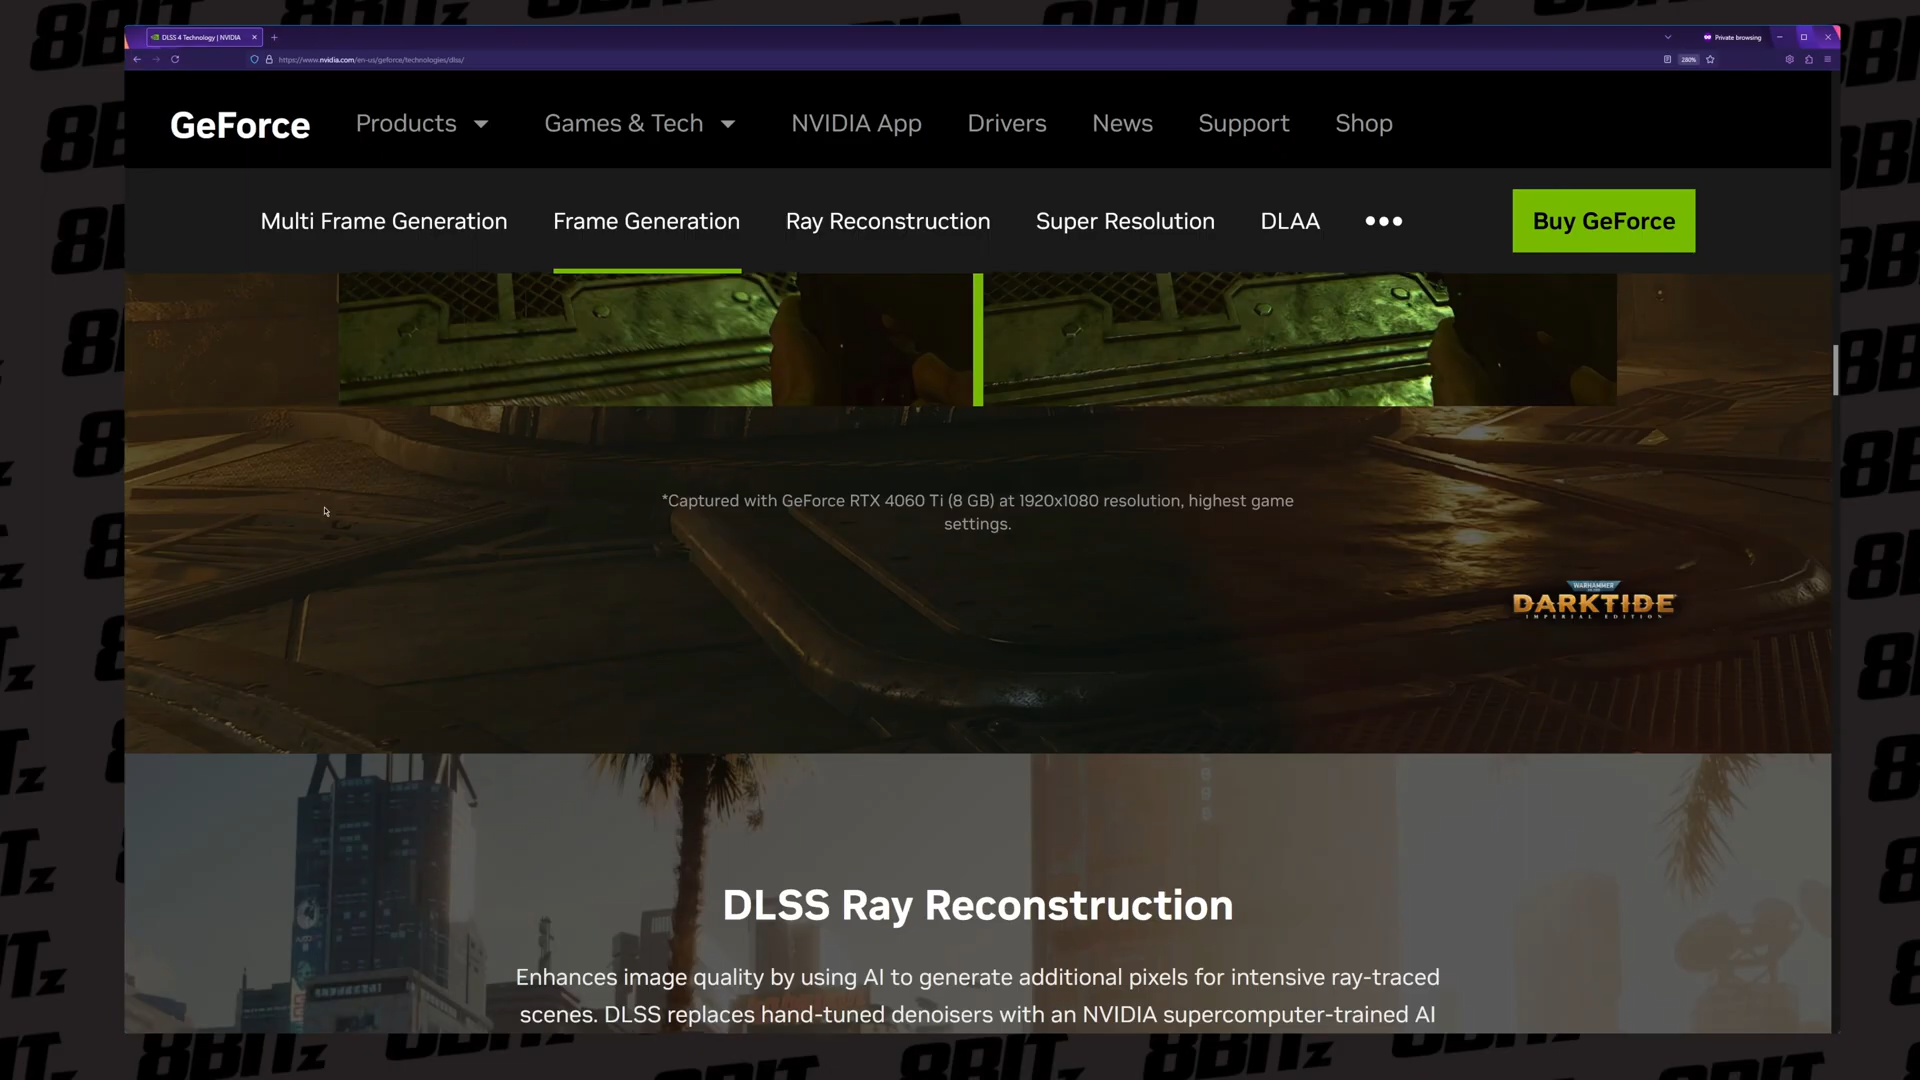 DLSS 4 Technology | NVIDIA
Private browsing
https://www.nvidia.com/en-us/geforce/technologies/dlss/
280%
GeForce
Products
Games & Tech
NVIDIA App
Drivers
News
Support
Shop
Multi Frame Generation
Frame Generation
Ray Reconstruction
Super Resolution
DLAA
Buy GeForce
*Captured with GeForce RTX 4060 Ti (8 GB) at 1920x1080 resolution, highest game
settings.
WARHAMMER
DARKTIDE
IMPERIAL EDITION
DLSS Ray Reconstruction
Enhances image quality by using AI to generate additional pixels for intensive ray-traced
scenes. DLSS replaces hand-tuned denoisers with an NVIDIA supercomputer-trained AI
8BITz